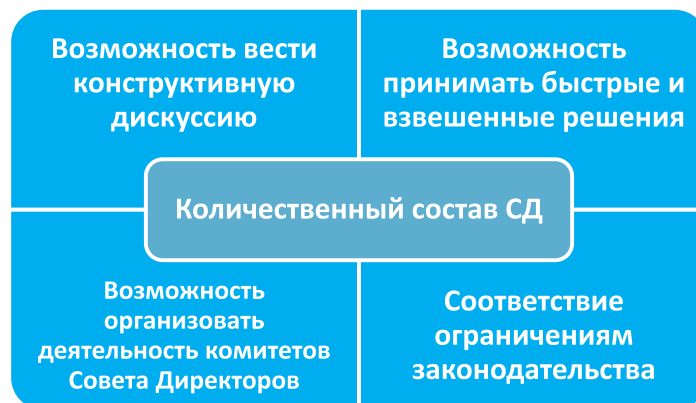 Возможность вести
конструктивную
дискуссию
Возможность
принимать быстрые и
взвешенные решения
Количественный состав СД
Возможность
организовать
деятельность комитетов
Совета Директоров
Соответствие
ограничениям
законодательства